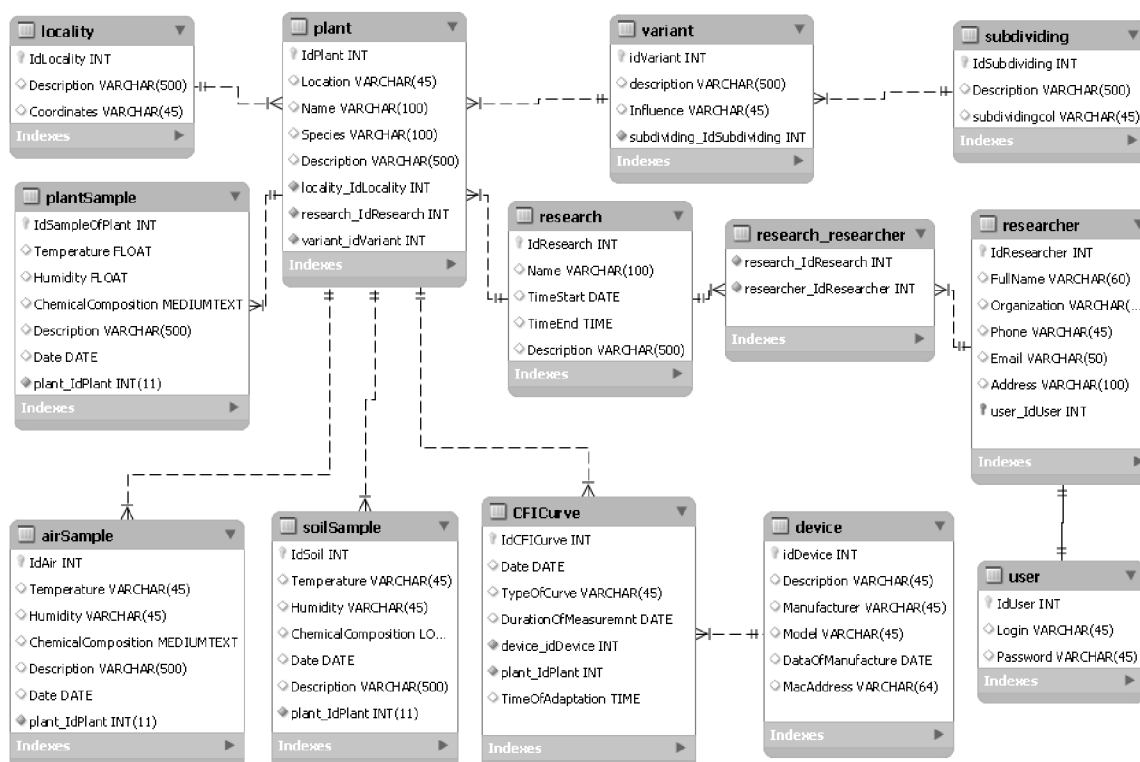 locality
IdLocality INT
Description VARCHAR(500)
Coordinates VARCHAR(45)
Indexes
plant
IdPlant INT
Location VARCHAR(45)
Name VARCHAR(100)
Species VARCHAR(100)
Description VARCHAR(500)
locality_IdLocality INT
research_IdResearch INT
variant_idVariant INT
Indexes
variant
idVariant INT
description VARCHAR(500)
Influence VARCHAR(45)
subdividing_IdSubdividing INT
Indexes
subdividing
IdSubdividing INT
Description VARCHAR(500)
subdividingcol VARCHAR(45)
Indexes
plantSample
IdSampleOfPlant INT
Temperature FLOAT
Humidity FLOAT
ChemicalComposition MEDIUMTEXT
Description VARCHAR(500)
Date DATE
plant_IdPlant INT(11)
Indexes
research
IdResearch INT
Name VARCHAR(100)
TimeStart DATE
TimeEnd TIME
Description VARCHAR(500)
Indexes
research_researcher
research_IdResearch INT
researcher_IdResearcher INT
Indexes
researcher
IdResearcher INT
FullName VARCHAR(60)
Organization VARCHAR(...
Phone VARCHAR(45)
Email VARCHAR(50)
Address VARCHAR(100)
user_IdUser INT
Indexes
airSample
IdAir INT
Temperature VARCHAR(45)
Humidity VARCHAR(45)
ChemicalComposition MEDIUMTEXT
Description VARCHAR(500)
Date DATE
plant_IdPlant INT(11)
Indexes
soilSample
IdSoil INT
Temperature VARCHAR(45)
Humidity VARCHAR(45)
ChemicalComposition LO...
Date DATE
Description VARCHAR(500)
plant_IdPlant INT(11)
Indexes
CFICurve
IdCFICurve INT
Date DATE
TypeOfCurve VARCHAR(45)
DurationOfMeasuremnt DATE
device_idDevice INT
plant_IdPlant INT
TimeOfAdaptation TIME
Indexes
device
idDevice INT
Description VARCHAR(45)
Manufacturer VARCHAR(45)
Model VARCHAR(45)
DataOfManufacture DATE
MacAddress VARCHAR(64)
Indexes
user
IdUser INT
Login VARCHAR(45)
Password VARCHAR(45)
Indexes